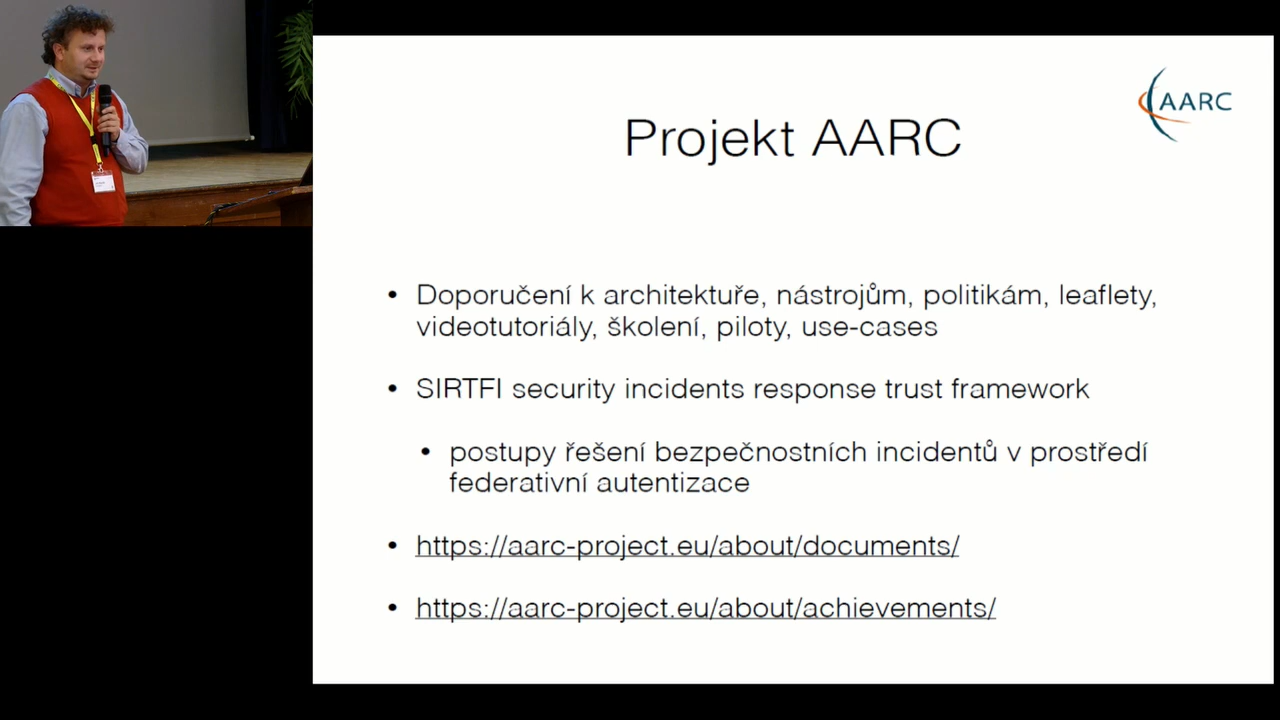 AARC
Projekt AARC
• Doporučení k architektuře, nástrojům, politikám, leaflety,
videotutoriály, školení, piloty, use-cases
• SIRTFI security incidents response trust framework
• postupy řešení bezpečnostních incidentů v prostředí
federativní autentizace
• https://aarc-project.eu/about/documents/
• https://aarc-project.eu/about/achievements/